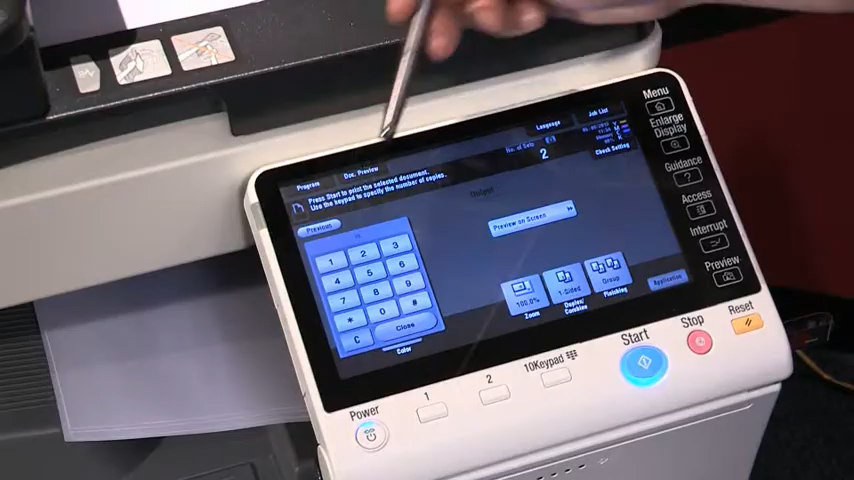 Program
Doc. Preview
Language
Job List
Press Start to print the selected document.
Use the keypad to specify the number of copies.
No. of Sets
2
Check Setting
Y
M
C
K
Previous
Output
Preview on Screen
1 2 3
4 5 6
7 8 9
* 0 #
C Close
Color
100.0%
Zoom
1-Sided
Duplex/
Combine
Group
Finishing
Application
Menu
Enlarge
Display
Guidance
?
Access
Interrupt
Preview
Power
1
2
10Keypad
Start
Stop
Reset